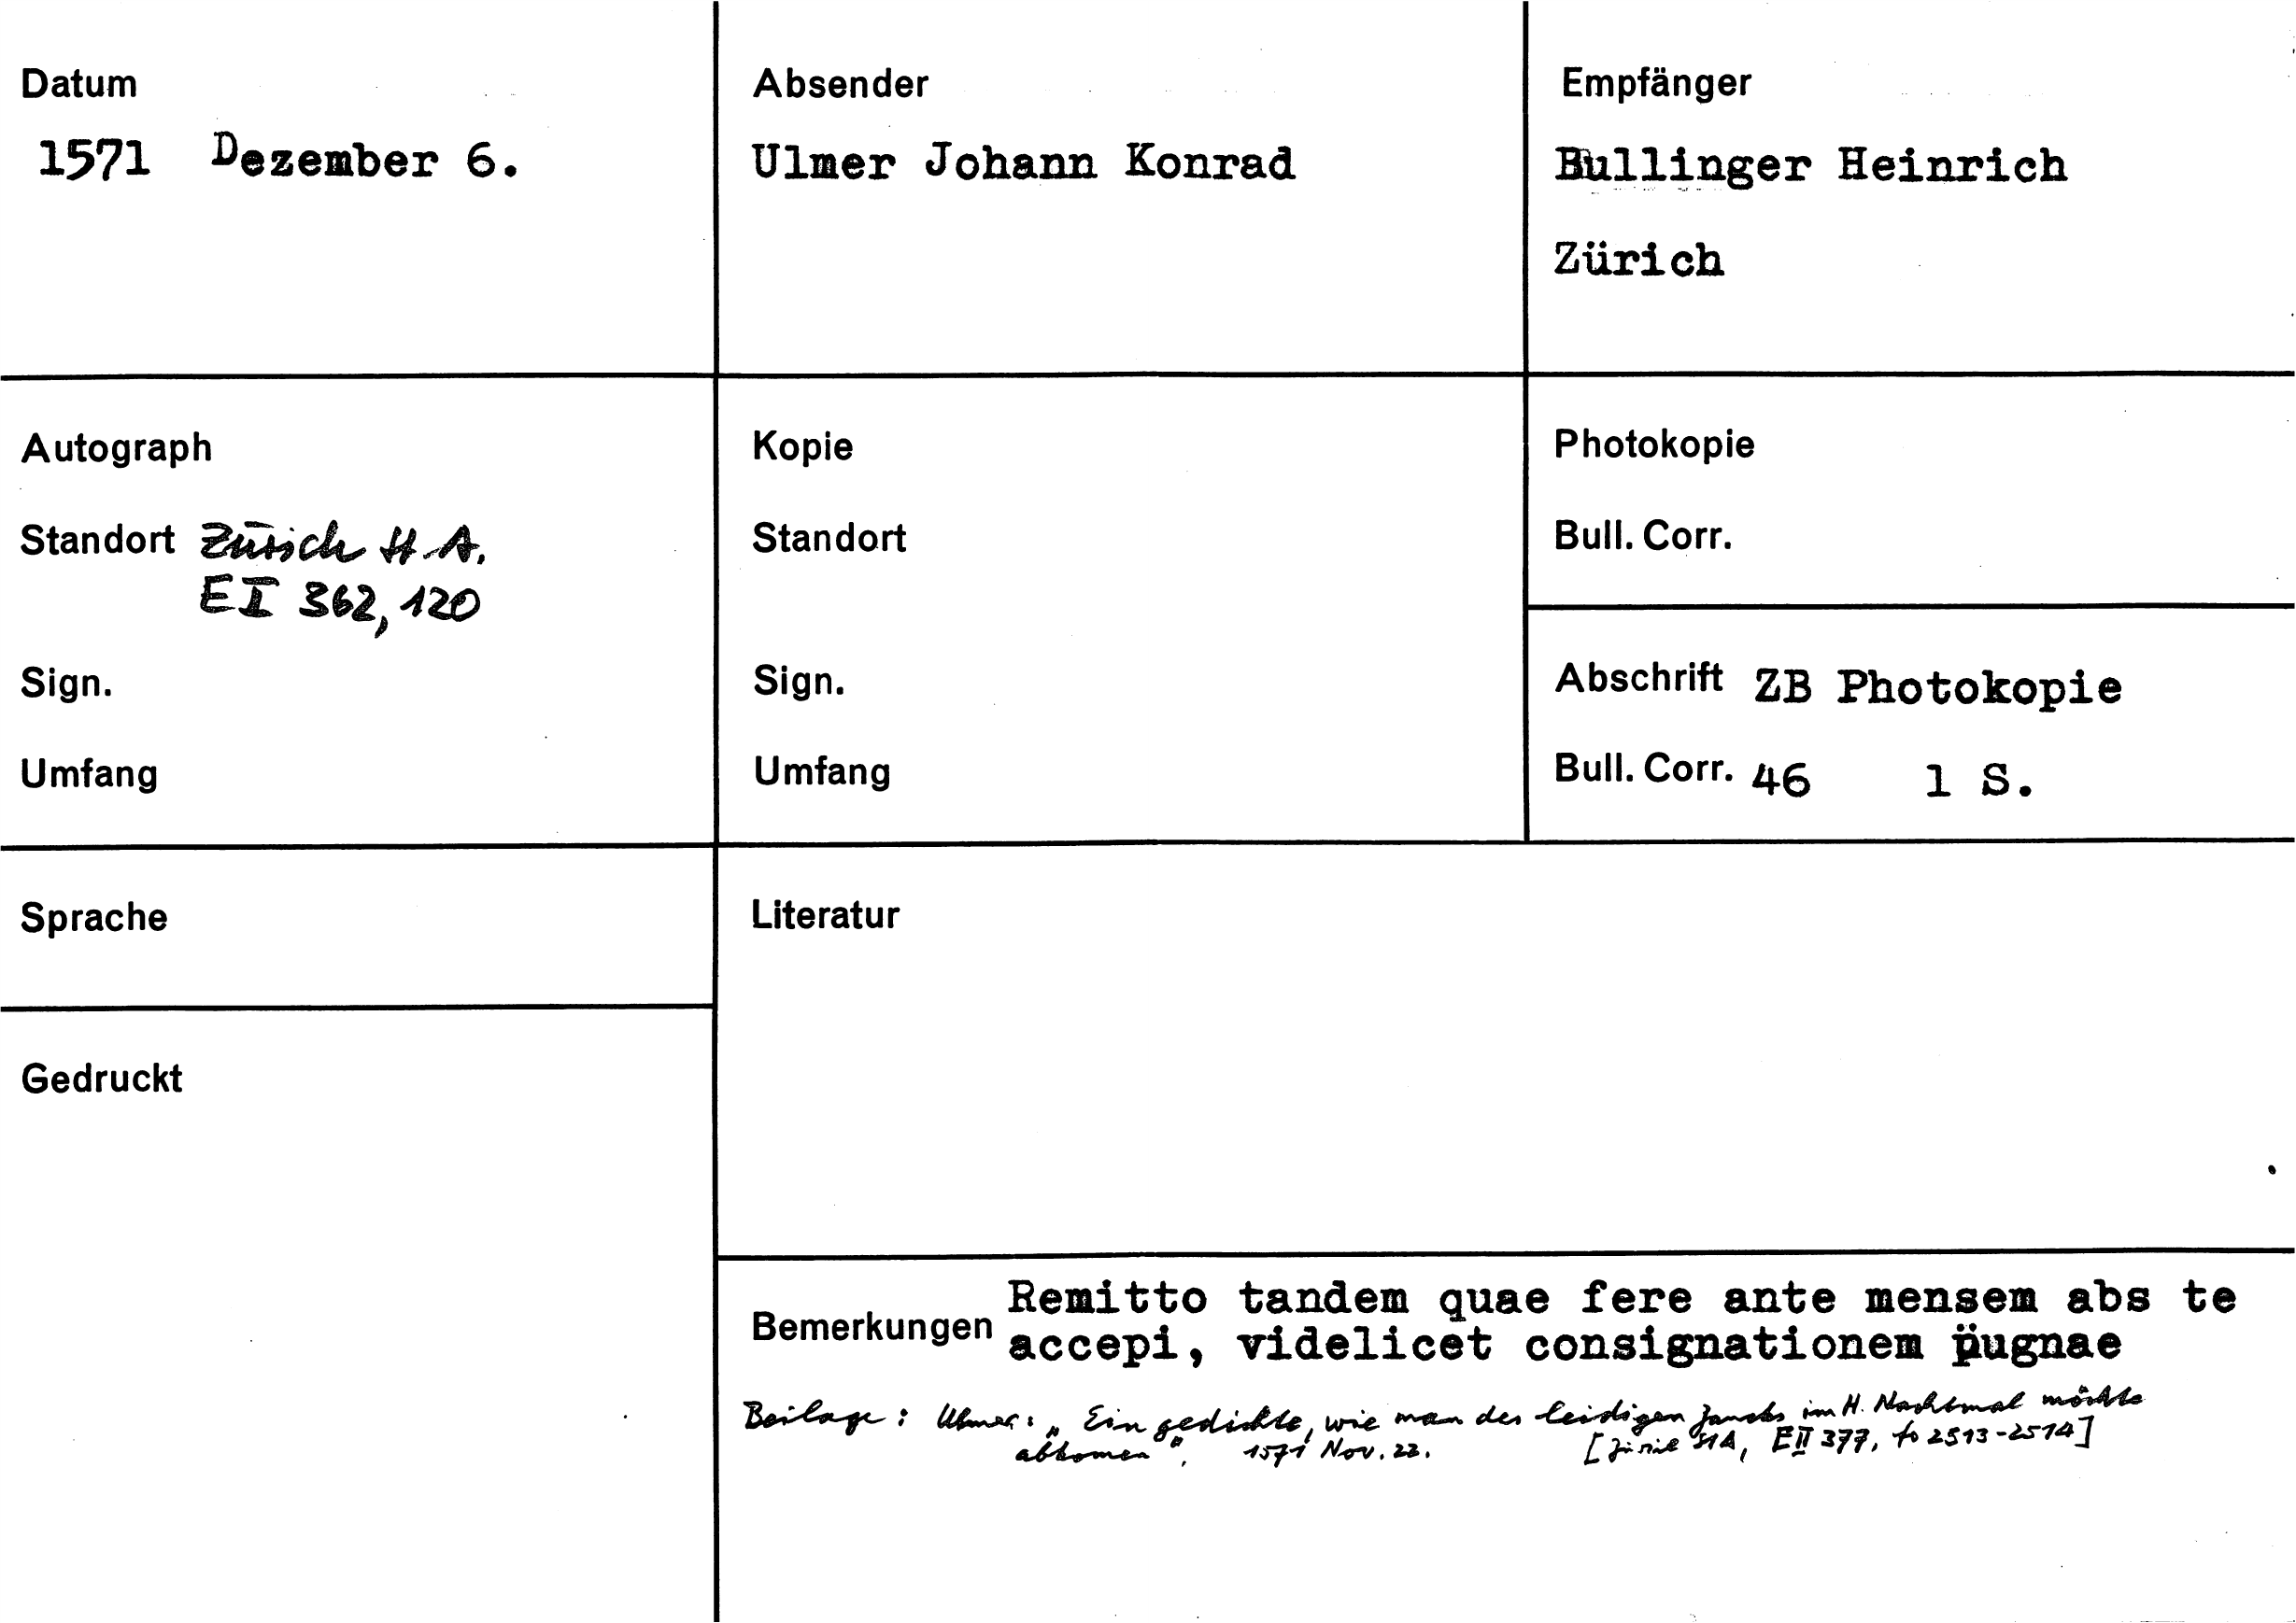 Datum
1571 Dezember 6.
Absender
Ulmer Johann Konrad
Empfänger
Bullinger Heinrich
Zürich
Autograph
Standort Zürich StA.
EI 362, 120
Sign.
Umfang
Kopie
Standort
Sign.
Umfang
Photokopie
Bull. Corr.
Abschrift ZB Photokopie
Bull. Corr. 46 1 S.
Sprache
Gedruckt
Literatur
Bemerkungen
Remitto tandem quae fere ante mensem abs te
accepi, videlicet consignationem pugnae
Beilage: Ulmer: "Ein gedichte, wie man des leidigen Zancks im H. Nachtmal möchte
abkomen". 1571 Nov. 22. [Zürich StA, EII 377, fo 2513-2514]